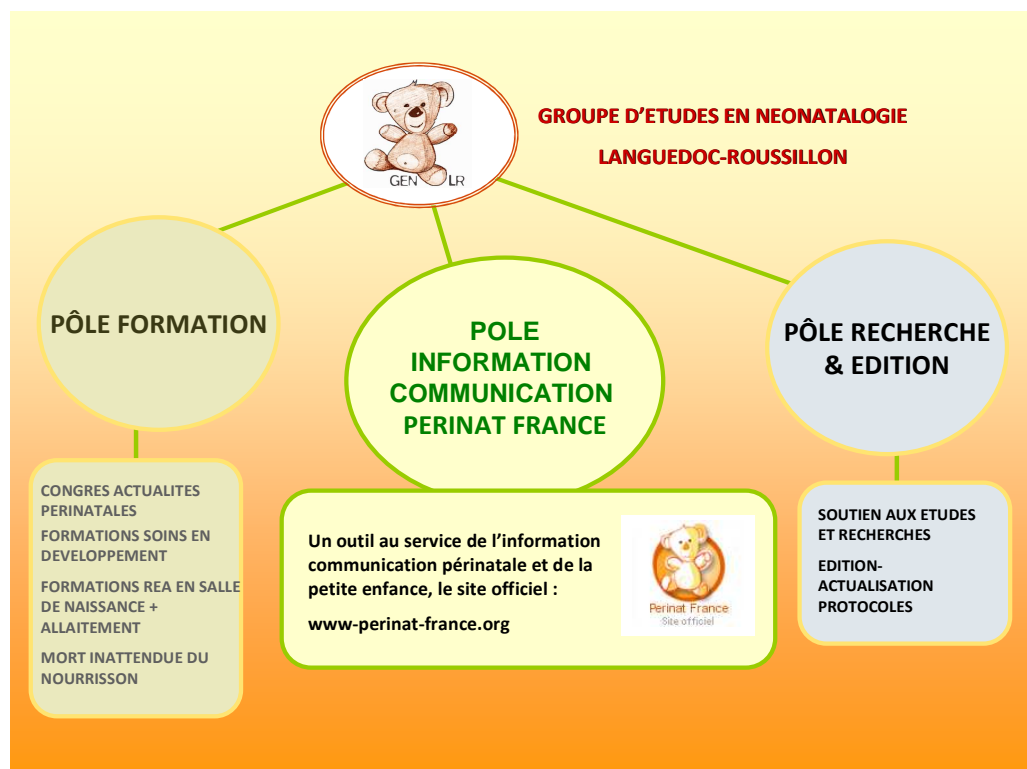 GEN LR
GROUPE D'ETUDES EN NEONATALOGIE
LANGUEDOC-ROUSSILLON
PÔLE FORMATION
POLE
INFORMATION
COMMUNICATION
PERINAT FRANCE
PÔLE RECHERCHE
& EDITION
CONGRES ACTUALITES
PERINATALES
FORMATIONS SOINS EN
DEVELOPPEMENT
FORMATIONS REA EN SALLE
DE NAISSANCE +
ALLAITEMENT
MORT INATTENDUE DU
NOURRISSON
Un outil au service de l'information
communication périnatale et de la
petite enfance, le site officiel :
www-perinat-france.org
Perinat France
Site officiel
SOUTIEN AUX ETUDES
ET RECHERCHES
EDITION-
ACTUALISATION
PROTOCOLES